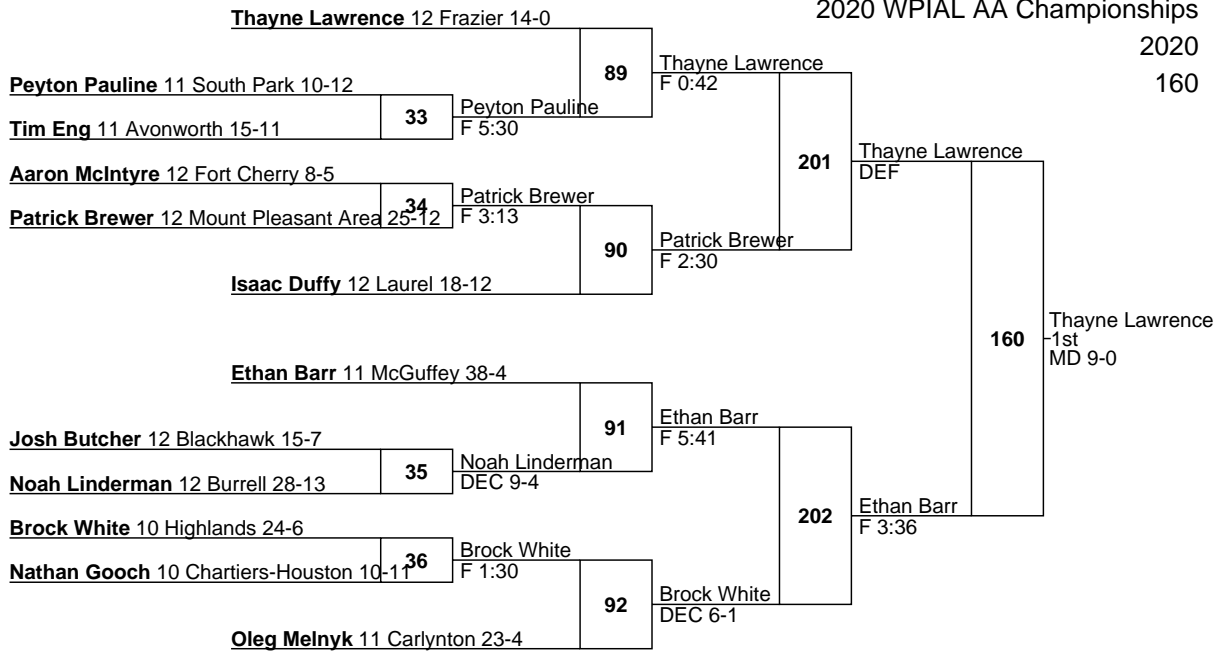 2020 WPIAL AA Championships
2020
160
Thayne Lawrence 12 Frazier 14-0
89
Thayne Lawrence
F 0:42
Peyton Pauline 11 South Park 10-12
33
Peyton Pauline
F 5:30
Tim Eng 11 Avonworth 15-11
201
Thayne Lawrence
DEF
Aaron McIntyre 12 Fort Cherry 8-5
34
Patrick Brewer
F 3:13
Patrick Brewer 12 Mount Pleasant Area 25-12
90
Patrick Brewer
F 2:30
Isaac Duffy 12 Laurel 18-12
160
Thayne Lawrence
1st
MD 9-0
Ethan Barr 11 McGuffey 38-4
91
Ethan Barr
F 5:41
Josh Butcher 12 Blackhawk 15-7
35
Noah Linderman
DEC 9-4
Noah Linderman 12 Burrell 28-13
202
Ethan Barr
F 3:36
Brock White 10 Highlands 24-6
36
Brock White
F 1:30
Nathan Gooch 10 Chartiers-Houston 10-11
92
Brock White
DEC 6-1
Oleg Melnyk 11 Carlynton 23-4